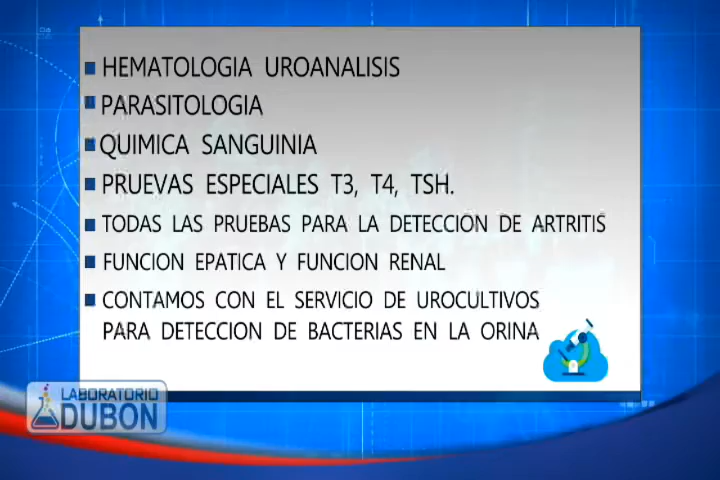 HEMATOLOGIA UROANALISIS
PARASITOLOGIA
QUIMICA SANGUINIA
PRUEVAS ESPECIALES T3, T4, TSH.
TODAS LAS PRUEBAS PARA LA DETECCIÓN DE ARTRITIS
FUNCION EPATICA Y FUNCION RENAL
CONTAMOS CON EL SERVICIO DE UROCULTIVOS
PARA DETECCION DE BACTERIAS EN LA ORINA
LABORATORIO
DUBON